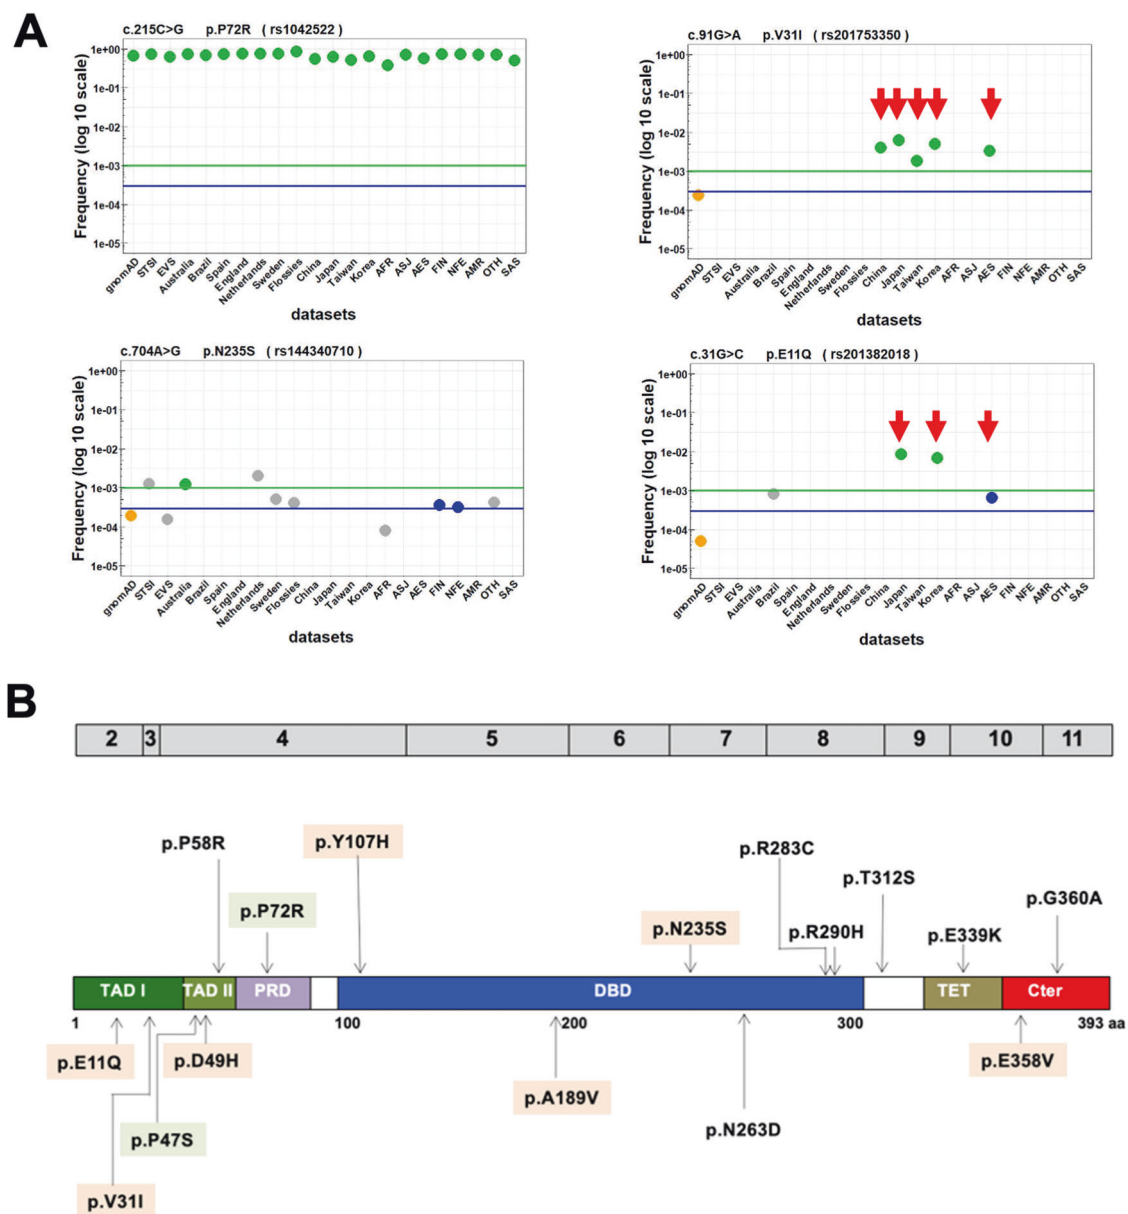 A
c.215C>G p.P72R ( rs1042522 )
Frequency (log 10 scale)
1e+00
1e-01
1e-02
1e-03
1e-04
1e-05
gnomAD STSI EVS Australia Brazil Spain England Netherlands Sweden Flossies China Japan Taiwan Korea AFR ASJ AES FIN NFE AMR OTH SAS
datasets
c.91G>A p.V31I ( rs201753350 )
Frequency (log 10 scale)
1e+00
1e-01
1e-02
1e-03
1e-04
1e-05
gnomAD STSI EVS Australia Brazil Spain England Netherlands Sweden Flossies China Japan Taiwan Korea AFR ASJ AES FIN NFE AMR OTH SAS
datasets
c.704A>G p.N235S ( rs144340710 )
Frequency (log 10 scale)
1e+00
1e-01
1e-02
1e-03
1e-04
1e-05
gnomAD STSI EVS Australia Brazil Spain England Netherlands Sweden Flossies China Japan Taiwan Korea AFR ASJ AES FIN NFE AMR OTH SAS
datasets
c.31G>C p.E11Q ( rs201382018 )
Frequency (log 10 scale)
1e+00
1e-01
1e-02
1e-03
1e-04
1e-05
gnomAD STSI EVS Australia Brazil Spain England Netherlands Sweden Flossies China Japan Taiwan Korea AFR ASJ AES FIN NFE AMR OTH SAS
datasets
B
2 3 4 5 6 7 8 9 10 11
p.P58R p.Y107H p.R283C
p.T312S
p.P72R p.N235S p.R290H p.E339K p.G360A
TAD I TAD II PRD DBD TET Cter
1 100 200 300 393 aa
p.E11Q p.D49H p.E358V
p.A189V
p.P47S p.N263D
p.V31I